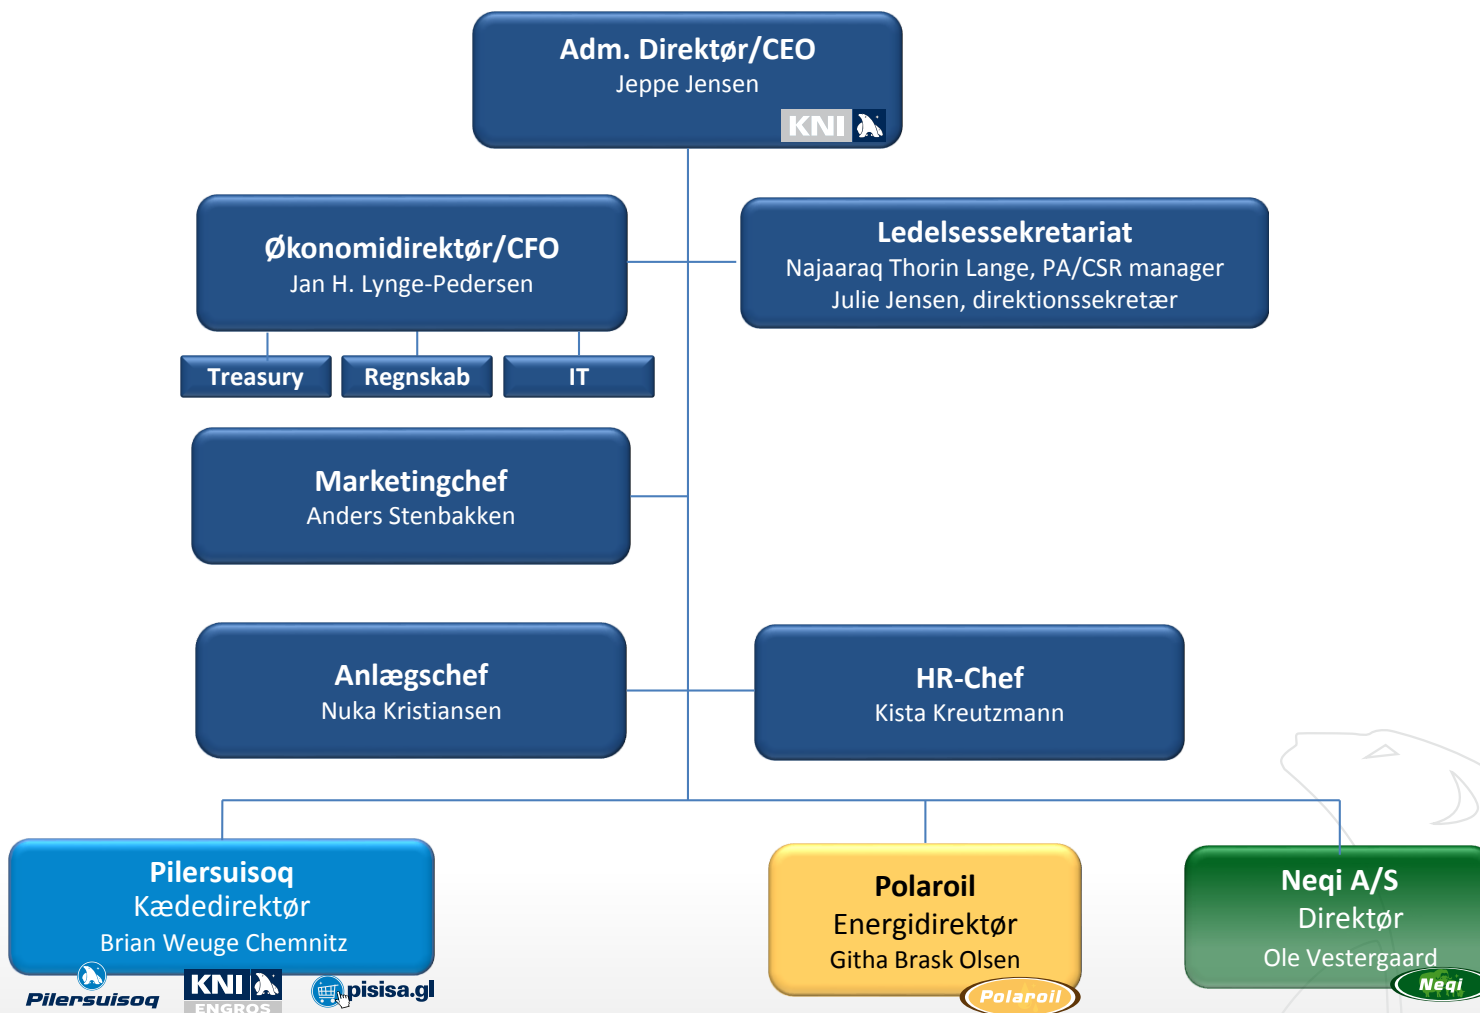 Adm. Direktør/CEO
Jeppe Jensen
KNI
Økonomidirektør/CFO
Jan H. Lynge-Pedersen
Ledelsessekretariat
Najaaraq Thorin Lange, PA/CSR manager
Julie Jensen, direktionssekretær
Treasury
Regnskab
IT
Marketingchef
Anders Stenbakken
Anlægschef
Nuka Kristiansen
HR-Chef
Kista Kreutzmann
Pilersuisoq
Kædedirektør
Brian Weuge Chemnitz
Pilersuisoq
KNI
ENGROS
pisisa.gl
Polaroil
Energidirektør
Githa Brask Olsen
Polaroil
Neqi A/S
Direktør
Ole Vestergaard
Neqi